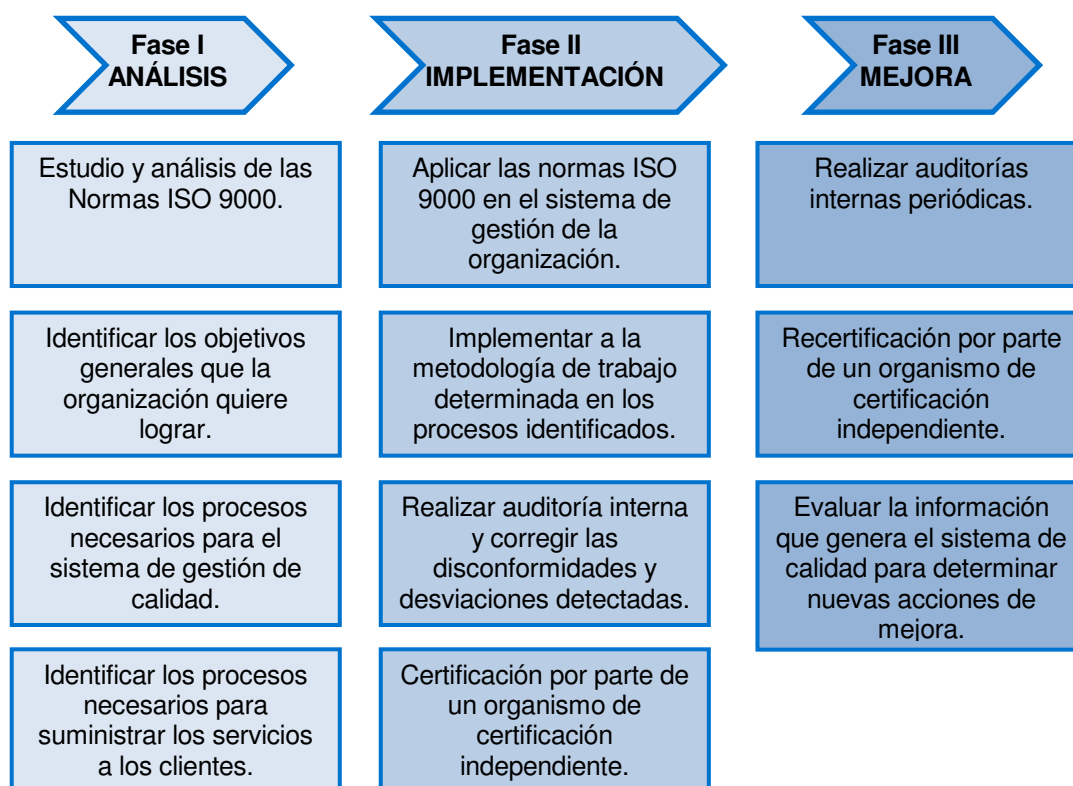 Fase I
ANÁLISIS
Fase II
IMPLEMENTACIÓN
Fase III
MEJORA
Estudio y análisis de las
Normas ISO 9000.
Aplicar las normas ISO
9000 en el sistema de
gestión de la
organización.
Realizar auditorías
internas periódicas.
Identificar los objetivos
generales que la
organización quiere
lograr.
Implementar a la
metodología de trabajo
determinada en los
procesos identificados.
Recertificación por parte
de un organismo de
certificación
independiente.
Identificar los procesos
necesarios para el
sistema de gestión de
calidad.
Realizar auditoría interna
y corregir las
disconformidades y
desviaciones detectadas.
Evaluar la información
que genera el sistema de
calidad para determinar
nuevas acciones de
mejora.
Identificar los procesos
necesarios para
suministrar los servicios
a los clientes.
Certificación por parte de
un organismo de
certificación
independiente.